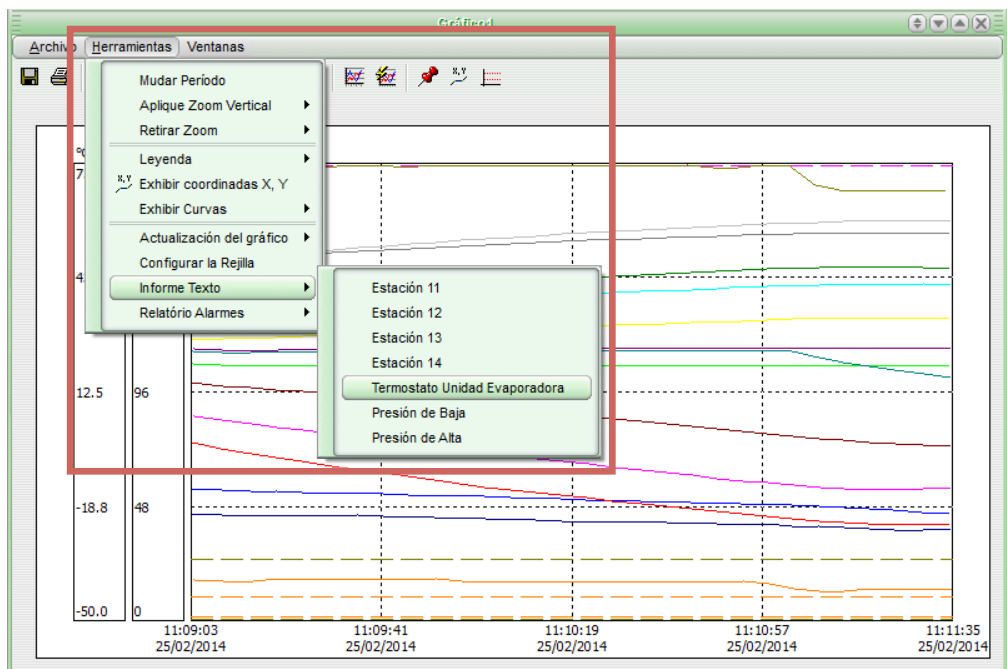 Gráfico1
Archivo Herramientas Ventanas
Mudar Período
Aplique Zoom Vertical
Retirar Zoom
Leyenda
X,Y Exhibir coordinadas X, Y
Exhibir Curvas
Actualización del gráfico
Configurar la Rejilla
Informe Texto
Relatório Alarmes
Estación 11
Estación 12
Estación 13
Estación 14
Termostato Unidad Evaporadora
Presión de Baja
Presión de Alta
X,Y
12.5 96
-18.8 48
-50.0 0
11:09:03 11:09:41 11:10:19 11:10:57 11:11:35
25/02/2014 25/02/2014 25/02/2014 25/02/2014 25/02/2014